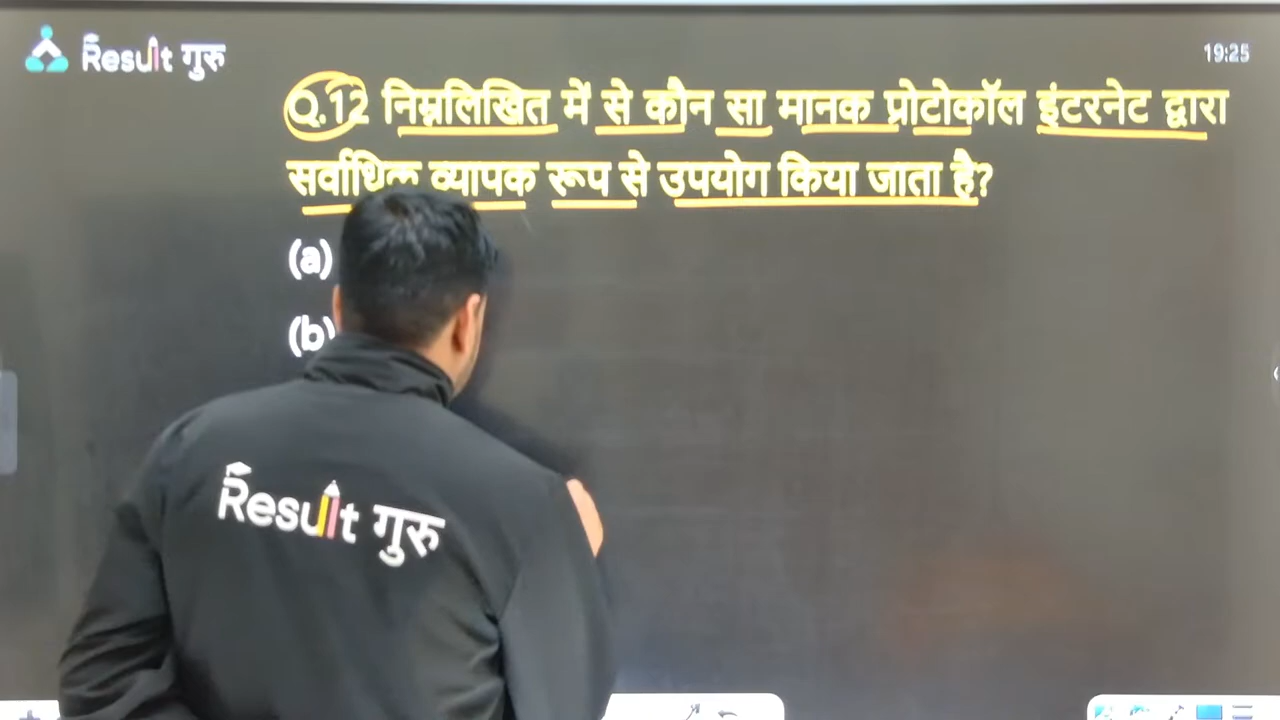 Result गुरु
19:25
Q.12 निम्नलिखित में से कौन सा मानक प्रोटोकॉल इंटरनेट द्वारा
सर्वाधिक व्यापक रूप से उपयोग किया जाता है?
(a)
(b)
Result गुरु